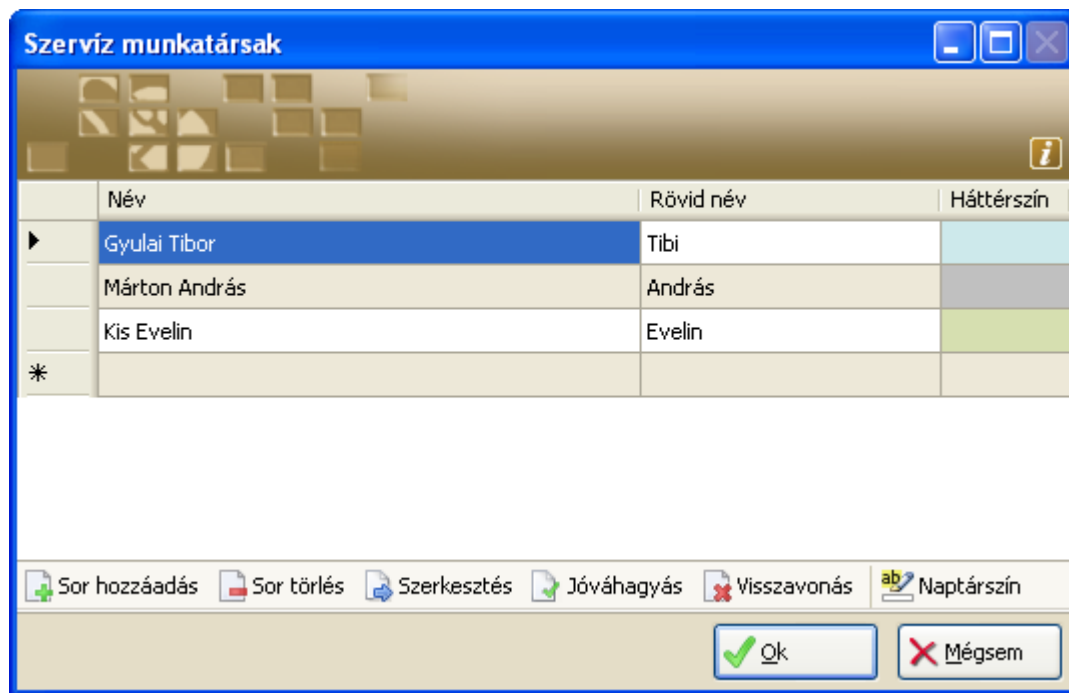 Szervíz munkatársak
i
Név Rövid név Háttérszín
Gyulai Tibor Tibi
Márton András András
Kis Evelin Evelin
Sor hozzáadás Sor törlés Szerkesztés Jóváhagyás Visszavonás ab Naptárszín
Ok Mégsem